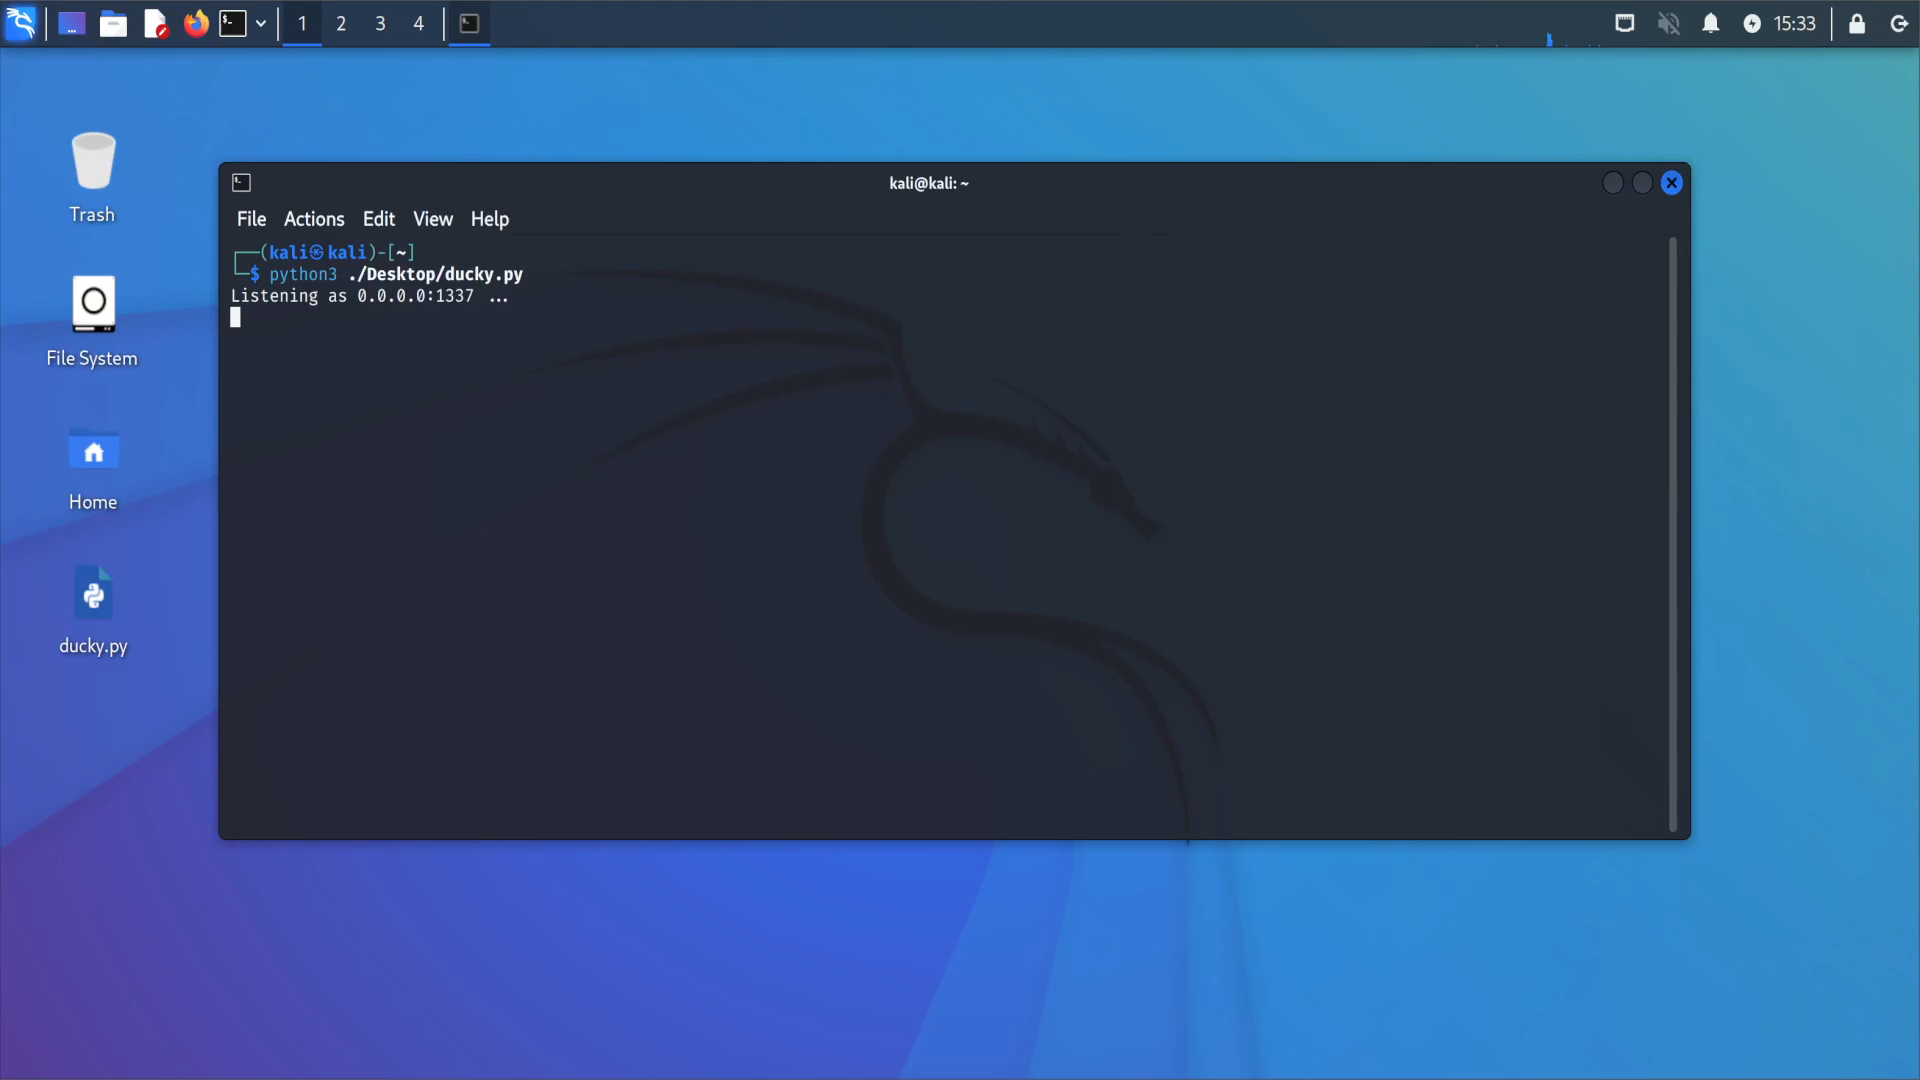 1 2 3 4
15:33
Trash
File System
Home
ducky.py
kali@kali: ~
File Actions Edit View Help
┌──(kali㉿kali)-[~]
└─$ python3 ./Desktop/ducky.py
Listening as 0.0.0.0:1337 ...